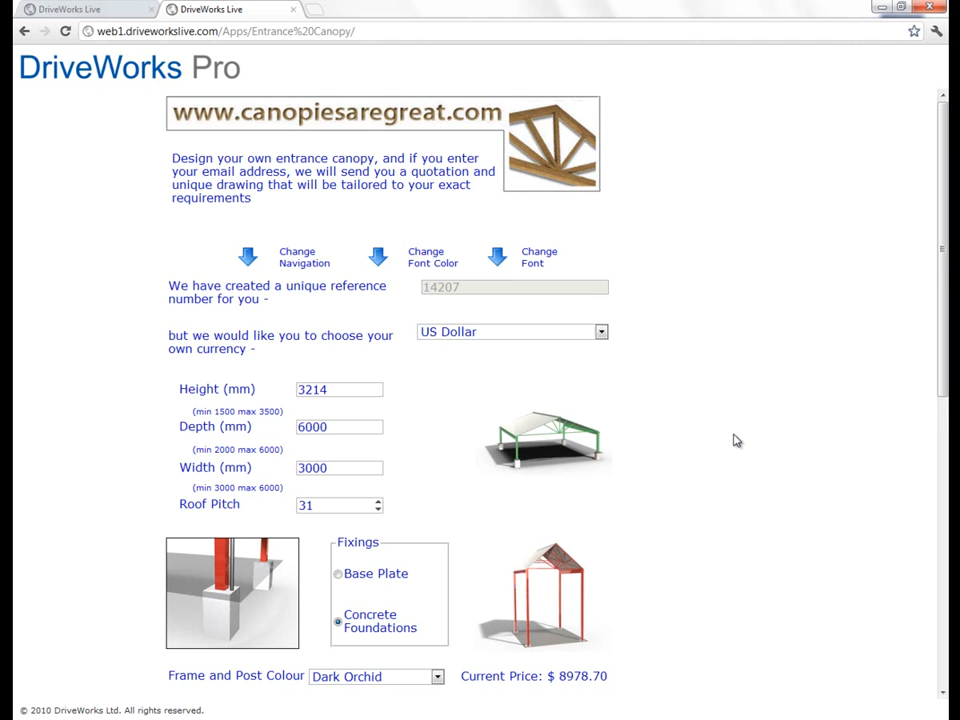 DriveWorks Live
DriveWorks Live
web1.driveworkslive.com/Apps/Entrance%20Canopy/
DriveWorks Pro
www.canopiesaregreat.com
Design your own entrance canopy, and if you enter
your email address, we will send you a quotation and
unique drawing that will be tailored to your exact
requirements
Change
Navigation
Change
Font Color
Change
Font
We have created a unique reference
number for you -
14207
but we would like you to choose your
own currency -
US Dollar
Height (mm)
3214
(min 1500 max 3500)
Depth (mm)
6000
(min 2000 max 6000)
Width (mm)
3000
(min 3000 max 6000)
Roof Pitch
31
Fixings
Base Plate
Concrete
Foundations
Frame and Post Colour
Dark Orchid
Current Price: $ 8978.70
© 2010 DriveWorks Ltd. All rights reserved.